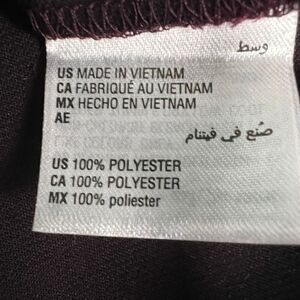 وسط
US MADE IN VIETNAM
CA FABRIQUÉ AU VIETNAM
MX HECHO EN VIETNAM
AE
صُنع في فيتنام
US 100% POLYESTER
CA 100% POLYESTER
MX 100% poliester